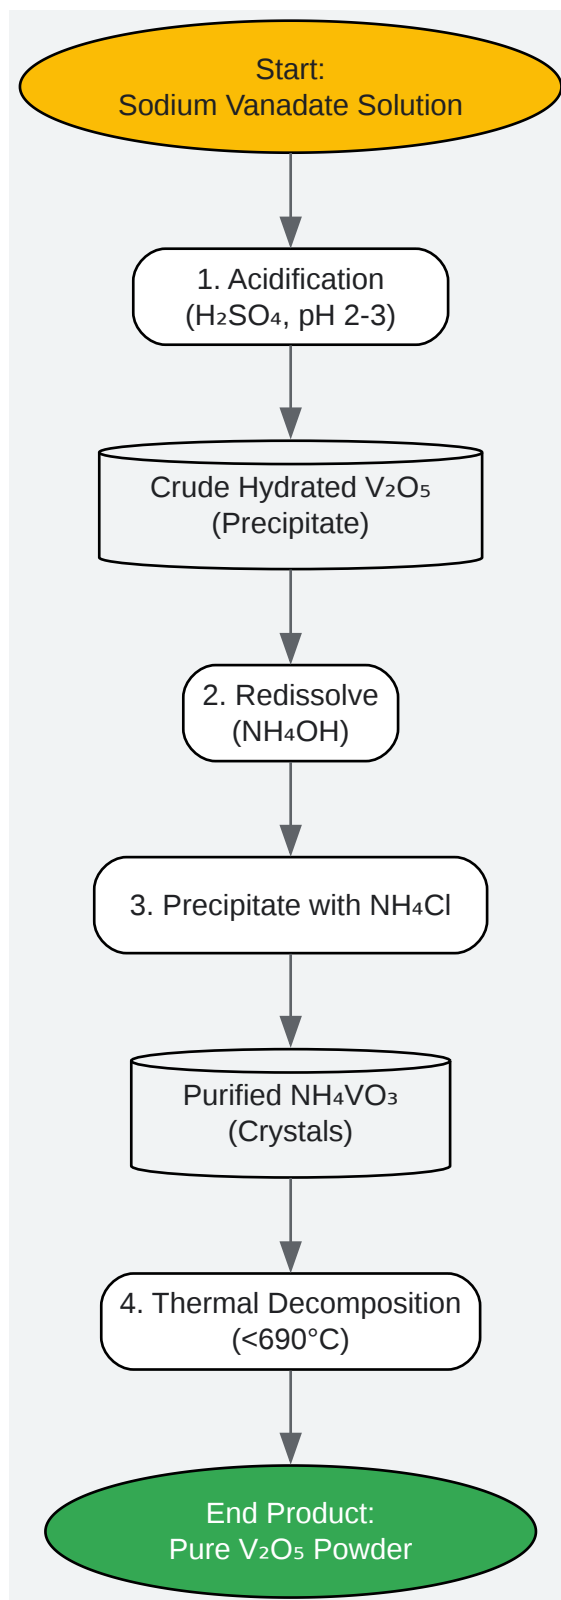 Start:
Sodium Vanadate Solution
1. Acidification
(H₂SO₄, pH 2-3)
Crude Hydrated V₂O₅
(Precipitate)
2. Redissolve
(NH₄OH)
3. Precipitate with NH₄Cl
Purified NH₄VO₃
(Crystals)
4. Thermal Decomposition
(<690°C)
End Product:
Pure V₂O₅ Powder